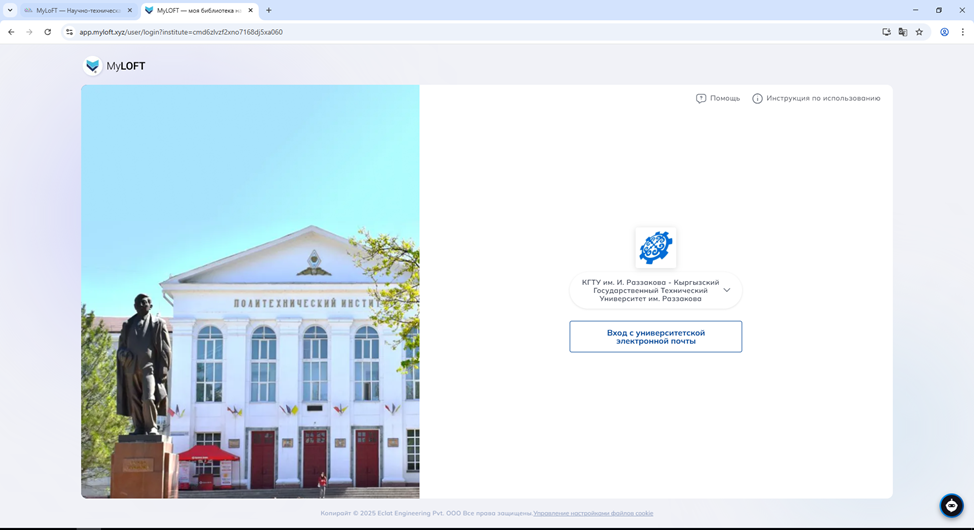 MyLoFT — Научно-техническа
MyLOFT — моя библиотека н
app.myloft.xyz/user/login?institute=cmd6zlvzf2xno7168dj5xa060
MyLOFT
Помощь
Инструкция по использованию
ПОЛИТЕХНИЧЕСКИЙ ИНСТИТ
КГТУ им. И. Раззакова - Кыргызский
Государственный Технический
Университет им. Раззакова
Вход с университетской
электронной почты
Копирайт © 2025 Eclat Engineering Pvt. ООО Все права защищены Управление настройками файлов cookie